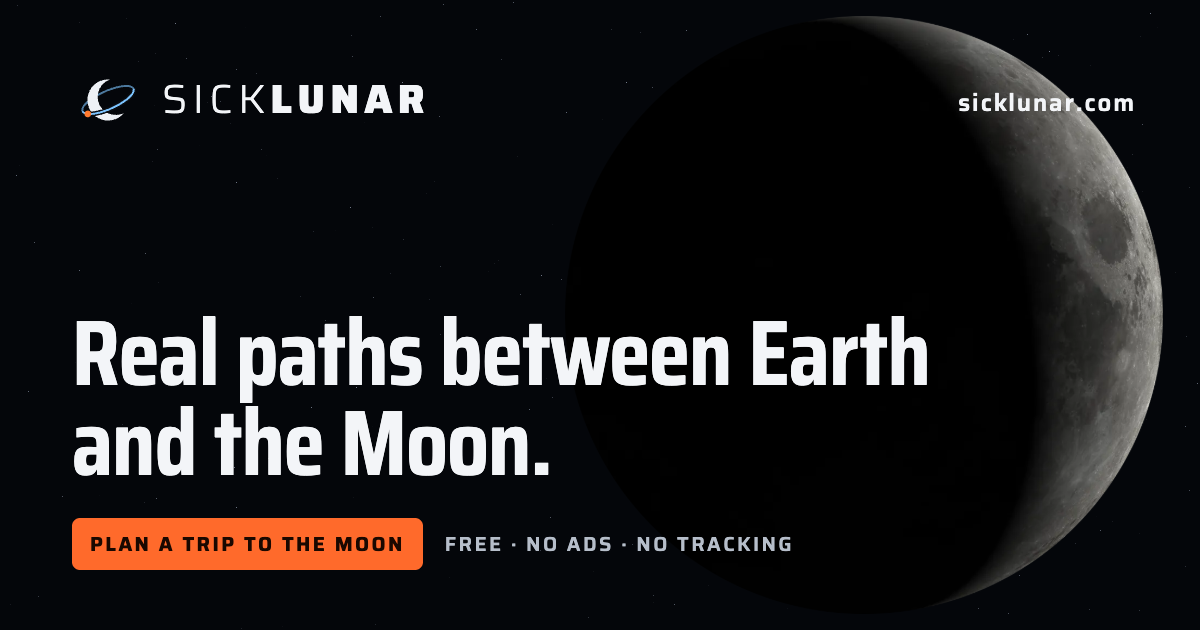 SICKLUNAR
sicklunar.com
Real paths between Earth
and the Moon.
PLAN A TRIP TO THE MOON
FREE · NO ADS · NO TRACKING